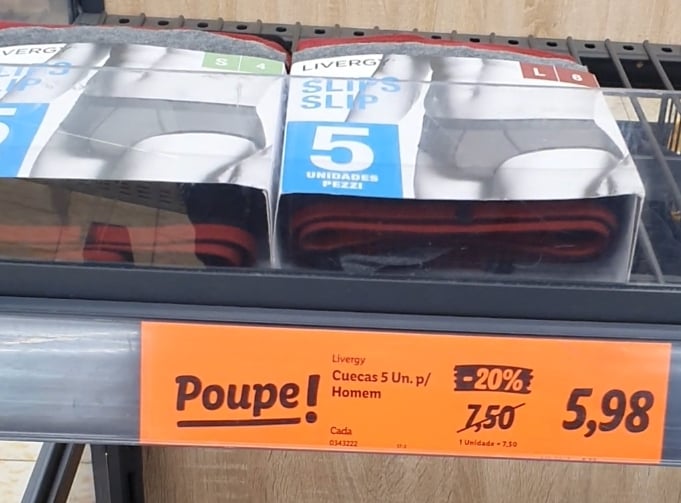 LIVERGY
S 4
SLIPS
SLIP
5
LIVERGY
L 6
SLIPS
SLIP
5
UNIDADES
PEZZI
Poupe!
Livergy
Cuecas 5 Un. p/
Homem
Cada
0343222
-20%
7,50
1 Unidade = 7,50
5,98